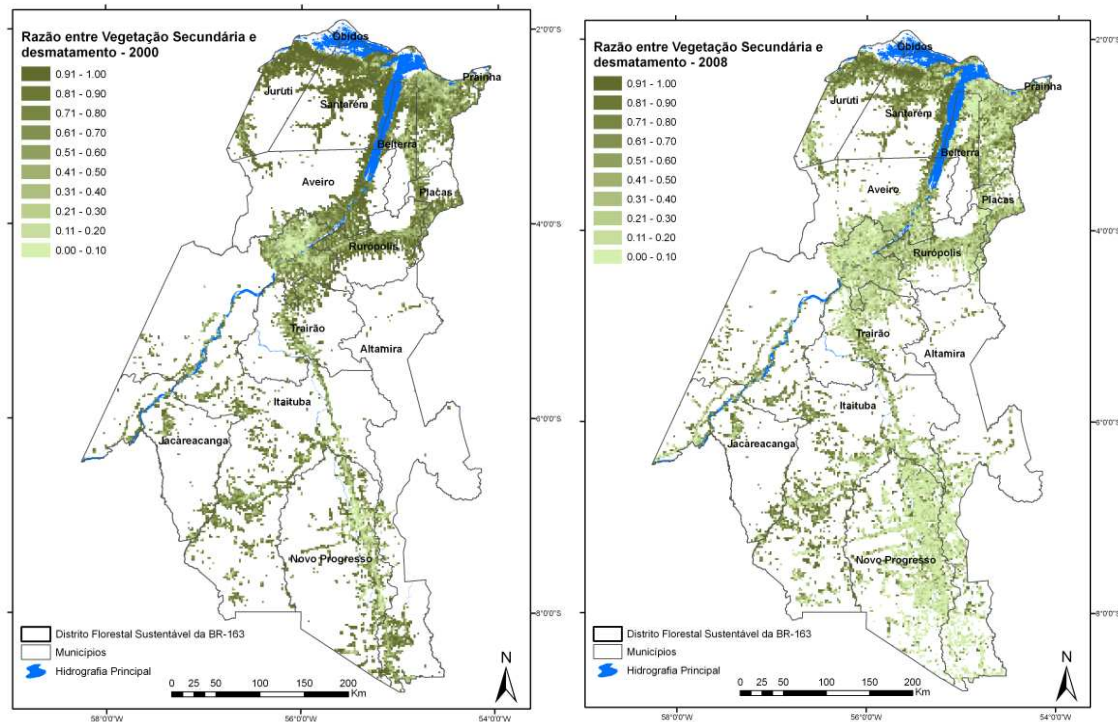 Razão entre Vegetação Secundária e
desmatamento - 2000
0.91 - 1.00
0.81 - 0.90
0.71 - 0.80
0.61 - 0.70
0.51 - 0.60
0.41 - 0.50
0.31 - 0.40
0.21 - 0.30
0.11 - 0.20
0.00 - 0.10
Óbidos
Prainha
Juruti
Santarém
Belterra
Aveiro
Placas
Rurópolis
Trairão
Altamira
Itaituba
Jacareacanga
Novo Progresso
2°0'0"S
4°0'0"S
6°0'0"S
8°0'0"S
Distrito Florestal Sustentável da BR-163
Municípios
Hidrografia Principal
0 25 50 100 150 200
Km
N
58°0'0"W 56°0'0"W 54°0'0"W
Razão entre Vegetação Secundária e
desmatamento - 2008
0.91 - 1.00
0.81 - 0.90
0.71 - 0.80
0.61 - 0.70
0.51 - 0.60
0.41 - 0.50
0.31 - 0.40
0.21 - 0.30
0.11 - 0.20
0.00 - 0.10
Óbidos
Prainha
Juruti
Santarém
Belterra
Aveiro
Placas
Rurópolis
Trairão
Altamira
Itaituba
Jacareacanga
Novo Progresso
2°0'0"S
4°0'0"S
6°0'0"S
8°0'0"S
Distrito Florestal Sustentável da BR-163
Municípios
Hidrografia Principal
0 25 50 100 150 200
Km
N
58°0'0"W 56°0'0"W 54°0'0"W